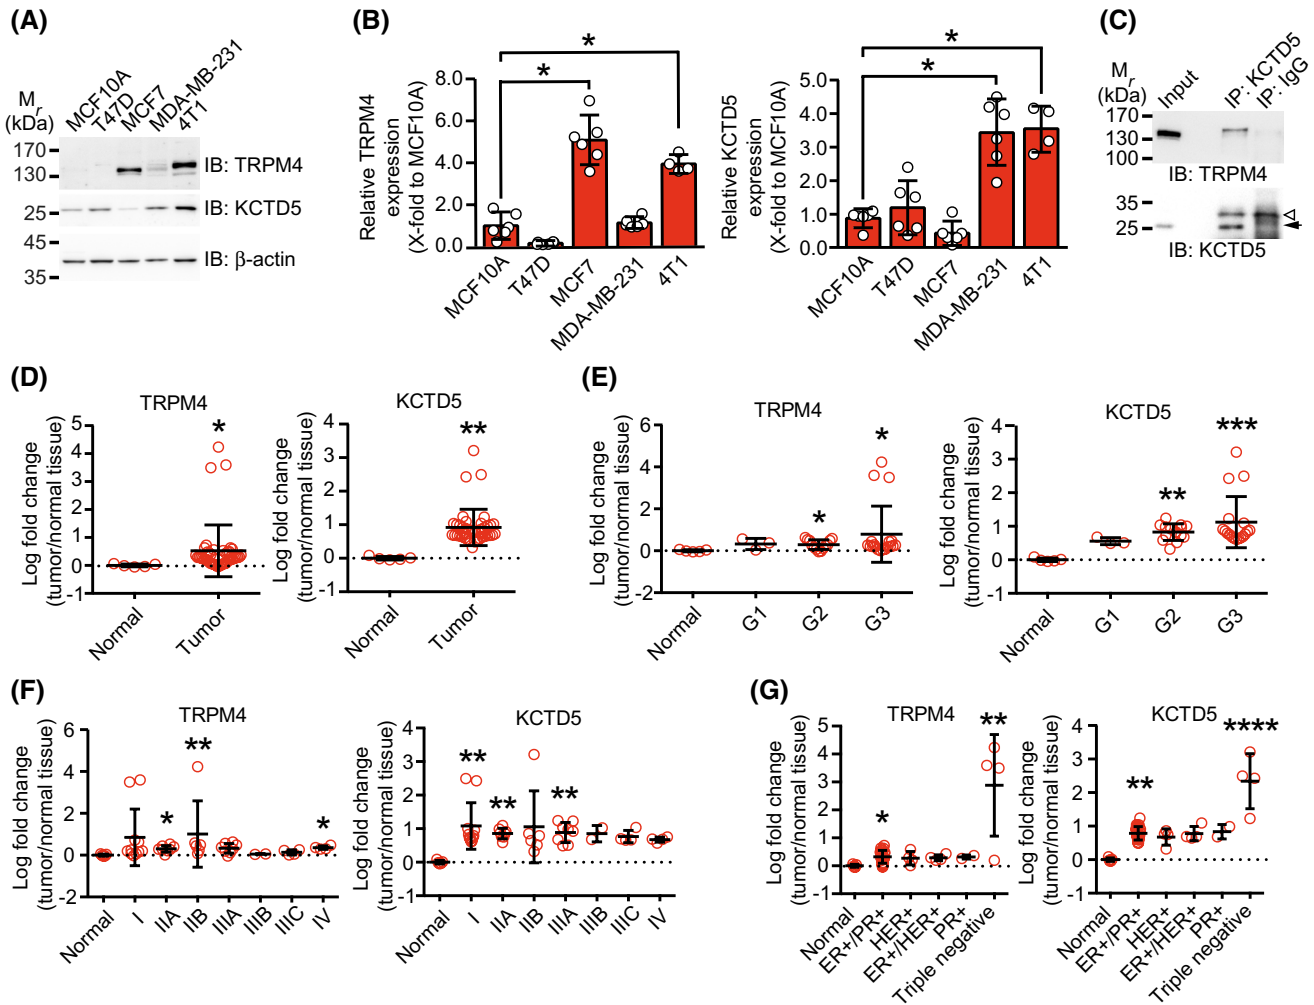 (A)
MCF10A
T47D
MCF7
MDA-MB-231
4T1
Mr
(kDa)
170
130
IB: TRPM4
25
IB: KCTD5
45
35
IB: β-actin
(B)
Relative TRPM4
expression
(X-fold to MCF10A)
8.0
6.0
4.0
2.0
0.0
*
*
MCF10A
T47D
MCF7
MDA-MB-231
4T1
Relative KCTD5
expression
(X-fold to MCF10A)
5.0
4.0
3.0
2.0
1.0
0.0
*
*
MCF10A
T47D
MCF7
MDA-MB-231
4T1
(C)
Mr
(kDa)
Input
IP: KCTD5
IP: IgG
170
130
100
IB: TRPM4
35
25
IB: KCTD5
(D)
TRPM4
Log fold change
(tumor/normal tissue)
5
4
3
2
1
0
-1
*
Normal
Tumor
KCTD5
Log fold change
(tumor/normal tissue)
4
3
2
1
0
-1
**
Normal
Tumor
(E)
TRPM4
Log fold change
(tumor/normal tissue)
6
4
2
0
-2
*
*
Normal
G1
G2
G3
KCTD5
Log fold change
(tumor/normal tissue)
4
3
2
1
0
-1
**
***
Normal
G1
G2
G3
(F)
TRPM4
Log fold change
(tumor/normal tissue)
6
4
2
0
-2
*
**
*
Normal
I
IIA
IIB
IIIA
IIIB
IIIC
IV
KCTD5
Log fold change
(tumor/normal tissue)
4
3
2
1
0
-1
**
**
**
Normal
I
IIA
IIB
IIIA
IIIB
IIIC
IV
(G)
TRPM4
Log fold change
(tumor/normal tissue)
5
4
3
2
1
0
-1
*
**
Normal
ER+/PR+
HER+
ER+/HER+
PR+
Triple negative
KCTD5
Log fold change
(tumor/normal tissue)
4
3
2
1
0
-1
**
****
Normal
ER+/PR+
HER+
ER+/HER+
PR+
Triple negative